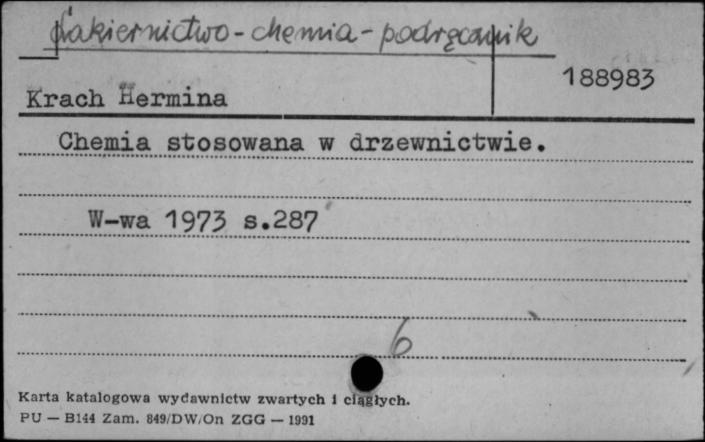 Lakiernictwo - chemia - podręcznik
188983
Krach Hermina
Chemia stosowana w drzewnictwie.
W-wa 1973 s.287
6
Karta katalogowa wydawnictw zwartych i ciągłych.
PU — B144 Zam. 849/DW/On ZGG — 1991